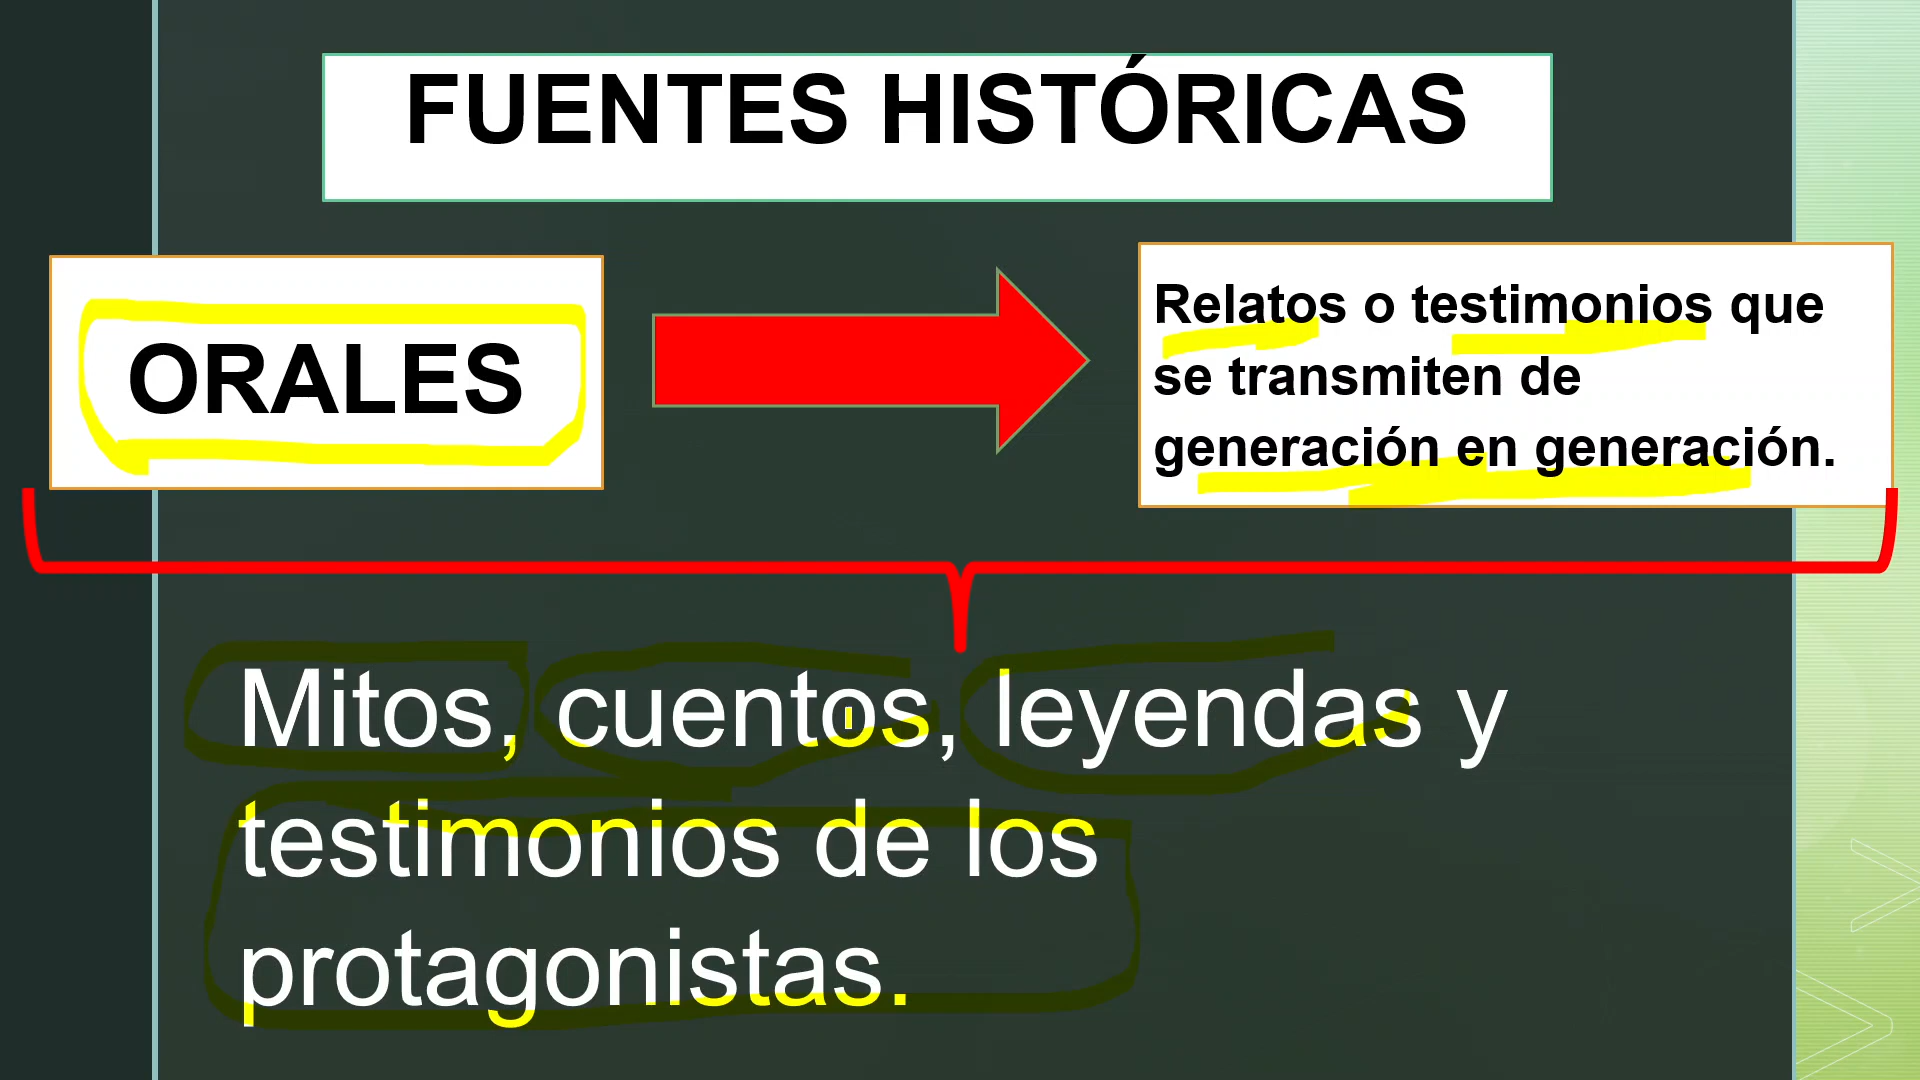 FUENTES HISTÓRICAS
ORALES
Relatos o testimonios que
se transmiten de
generación en generación.
Mitos, cuentos, leyendas y
testimonios de los
protagonistas.